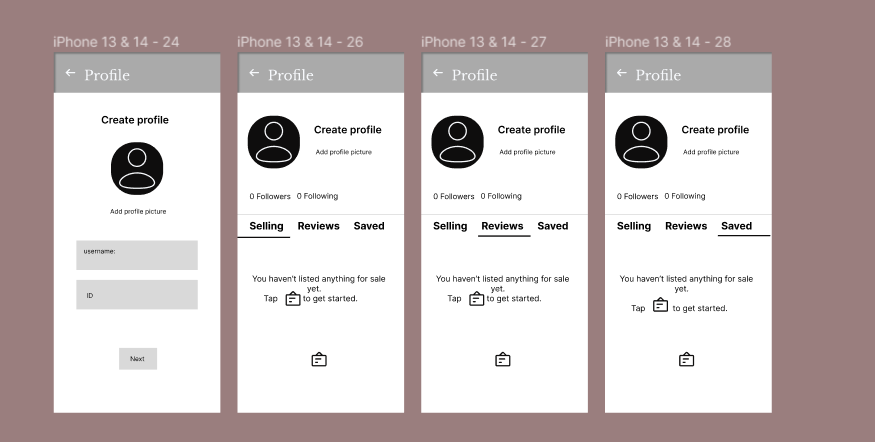 iPhone 13 & 14 - 24
Profile
Create profile
Add profile picture
username:
ID
Next
iPhone 13 & 14 - 26
Profile
Create profile
Add profile picture
0 Followers 0 Following
Selling Reviews Saved
You haven't listed anything for sale
yet.
Tap to get started.
iPhone 13 & 14 - 27
Profile
Create profile
Add profile picture
0 Followers 0 Following
Selling Reviews Saved
You haven't listed anything for sale
yet.
Tap to get started.
iPhone 13 & 14 - 28
Profile
Create profile
Add profile picture
0 Followers 0 Following
Selling Reviews Saved
You haven't listed anything for sale
yet.
Tap to get started.